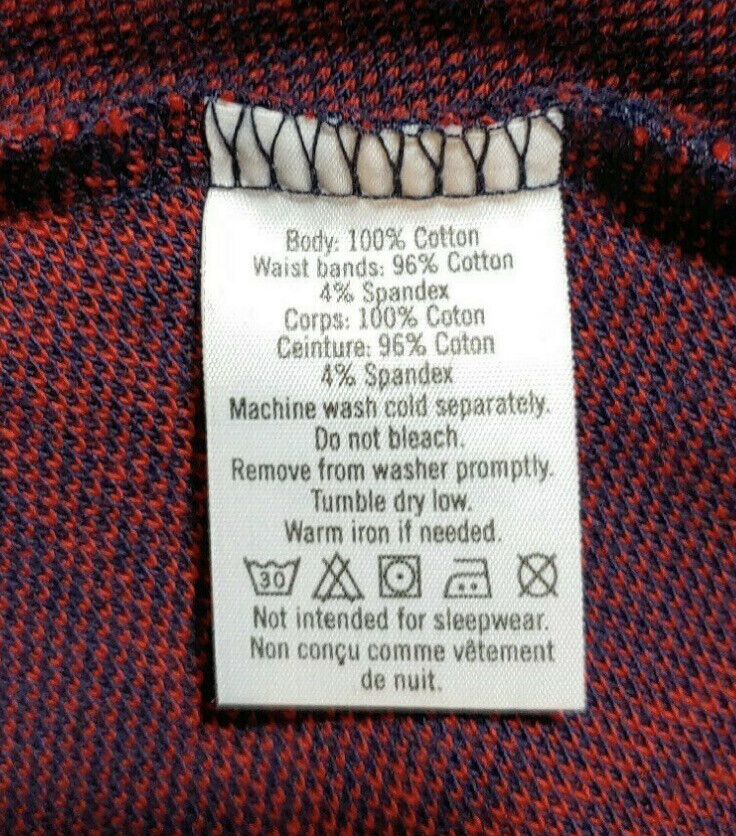 Body: 100% Cotton
Waist bands: 96% Cotton
4% Spandex
Corps: 100% Coton
Ceinture: 96% Coton
4% Spandex
Machine wash cold separately.
Do not bleach.
Remove from washer promptly.
Tumble dry low.
Warm iron if needed.
30
Not intended for sleepwear.
Non conçu comme vêtement
de nuit.